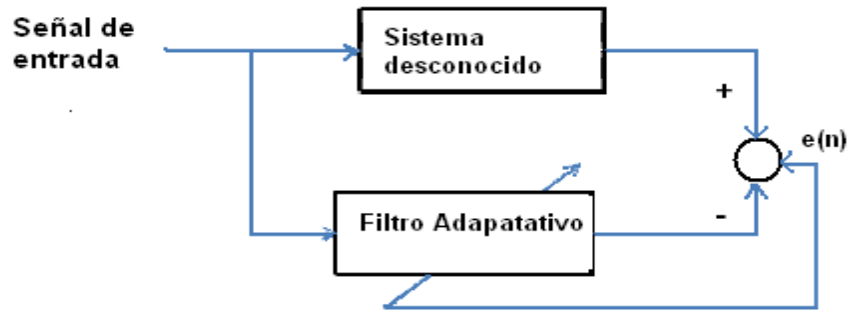 Señal de
entrada
Sistema
desconocido
+
e(n)
Filtro Adapatativo
-